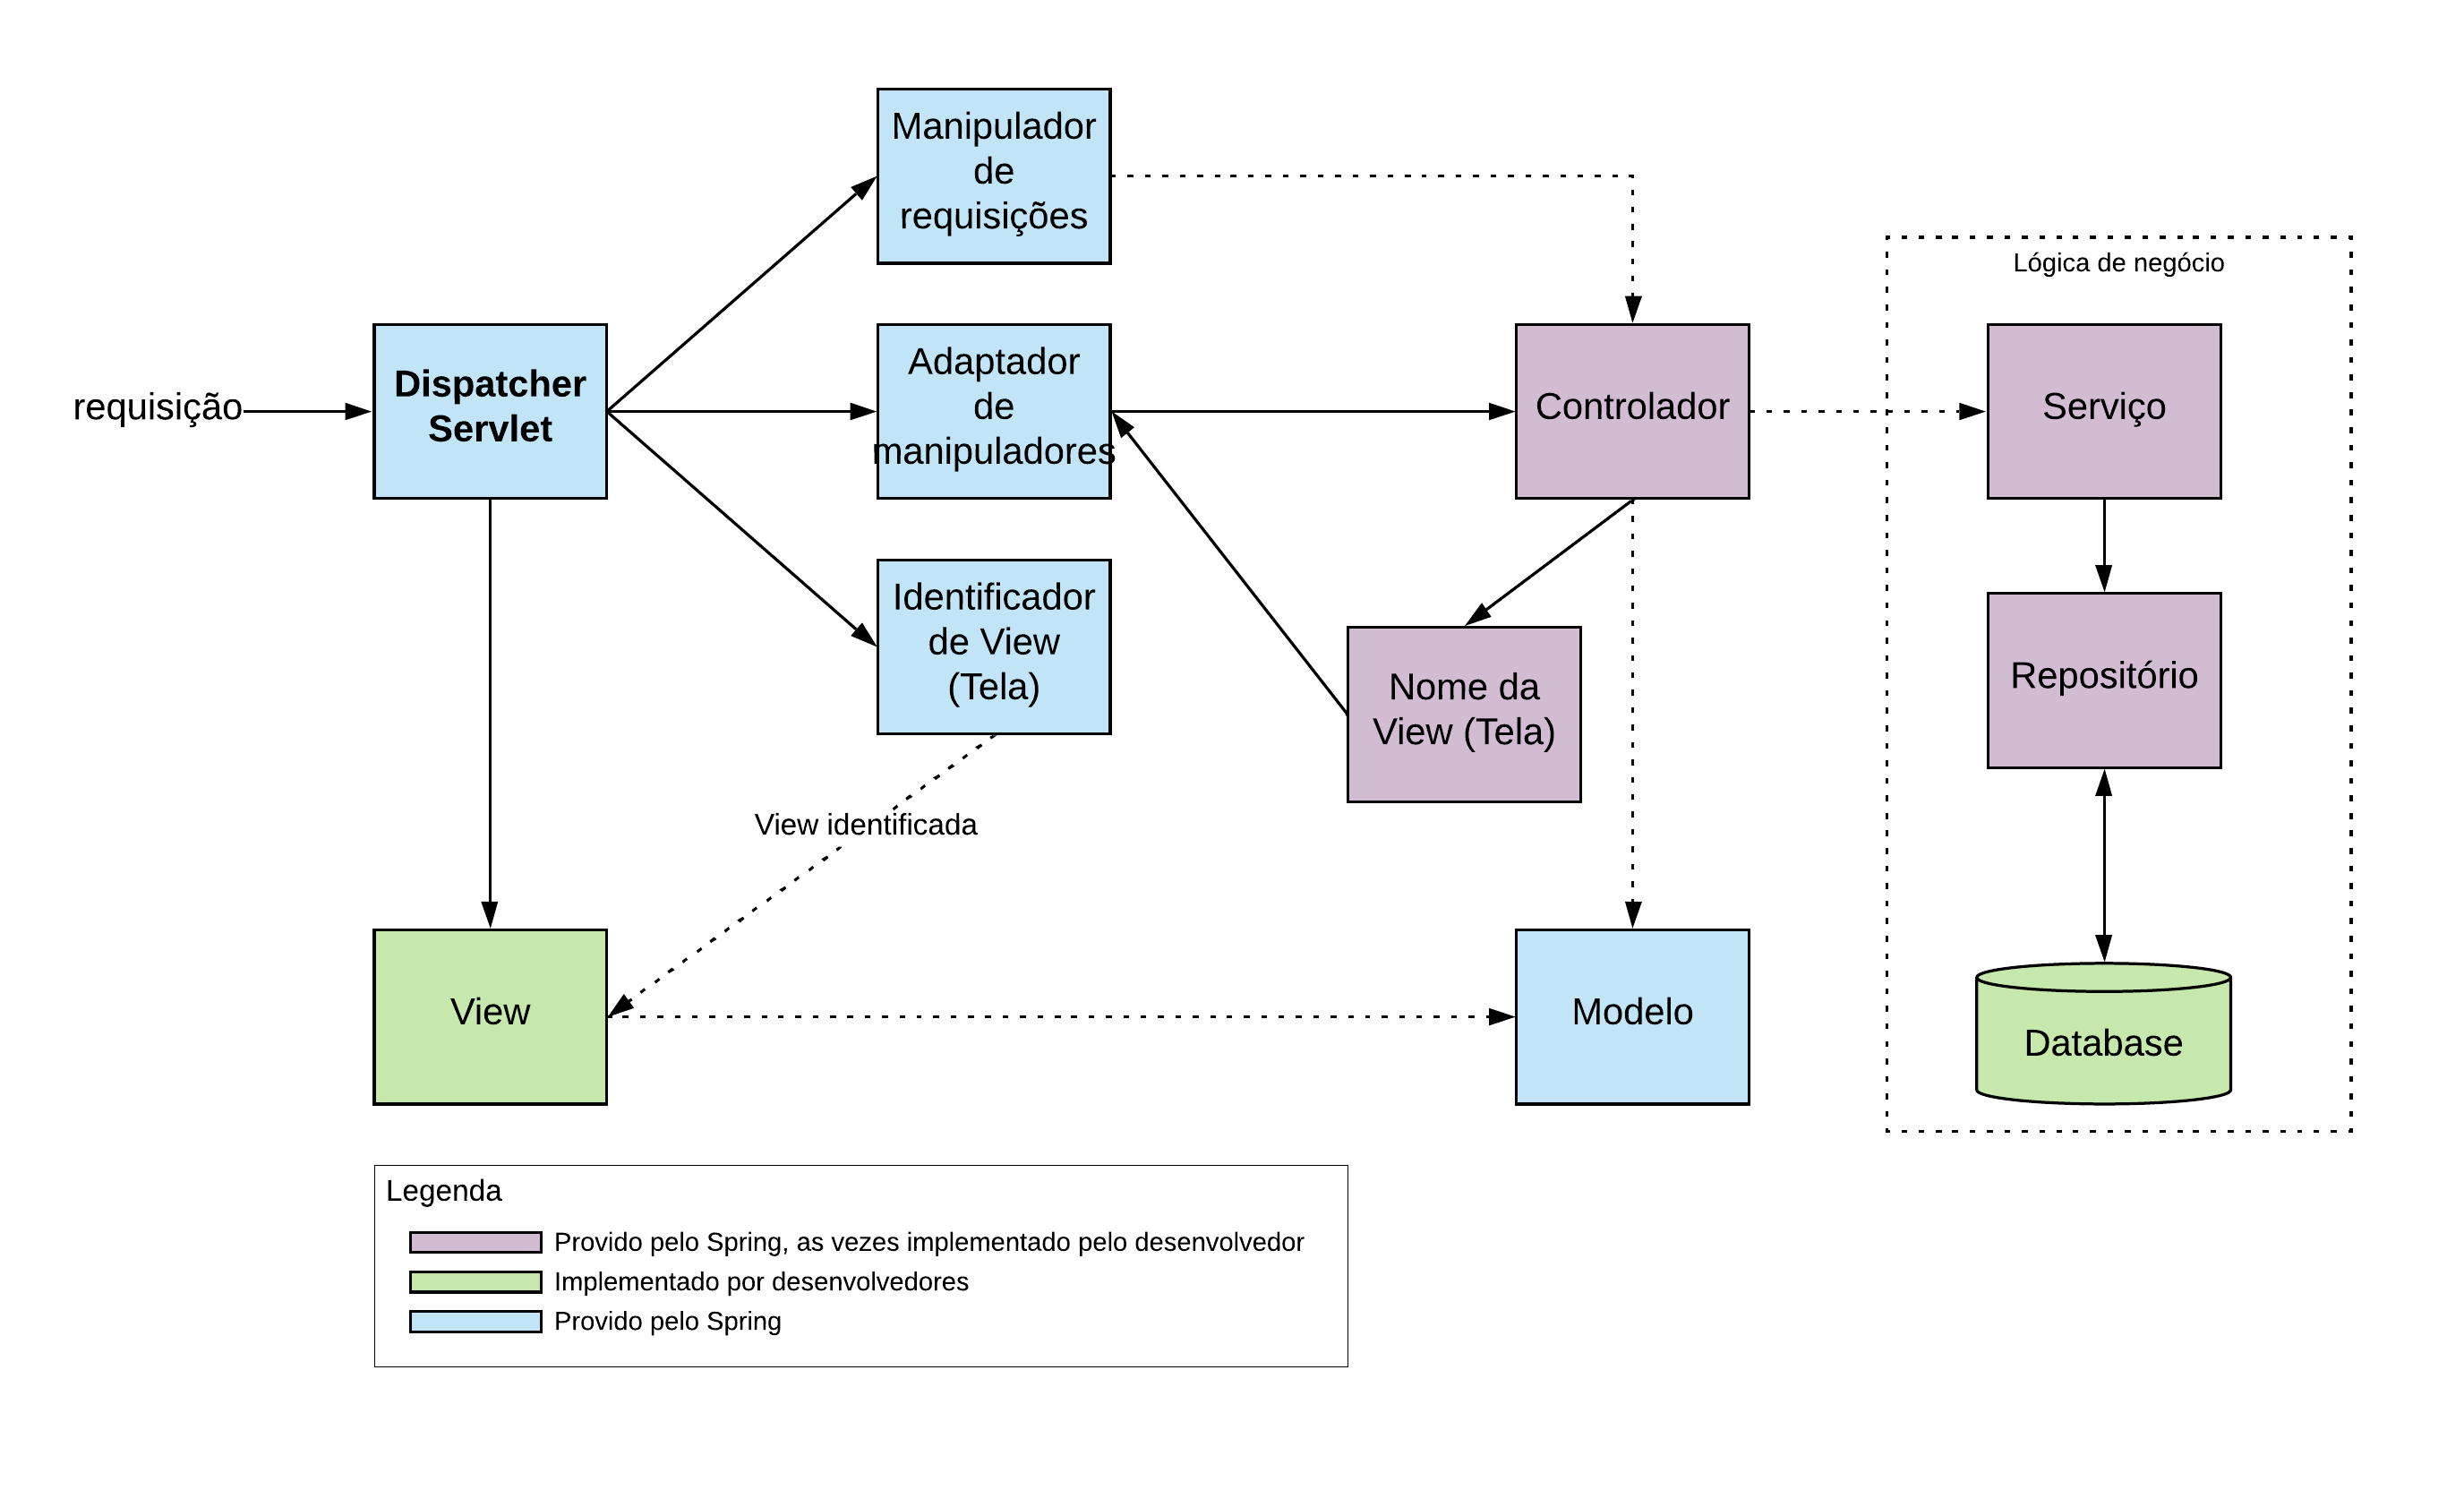 Manipulador
de
requisições
Lógica de negócio
requisição
Dispatcher
Servlet
Adaptador
de
manipuladores
Controlador
Serviço
Identificador
de View
(Tela)
Nome da
View (Tela)
Repositório
View identificada
View
Modelo
Database
Legenda
Provido pelo Spring, as vezes implementado pelo desenvolvedor
Implementado por desenvolvedores
Provido pelo Spring